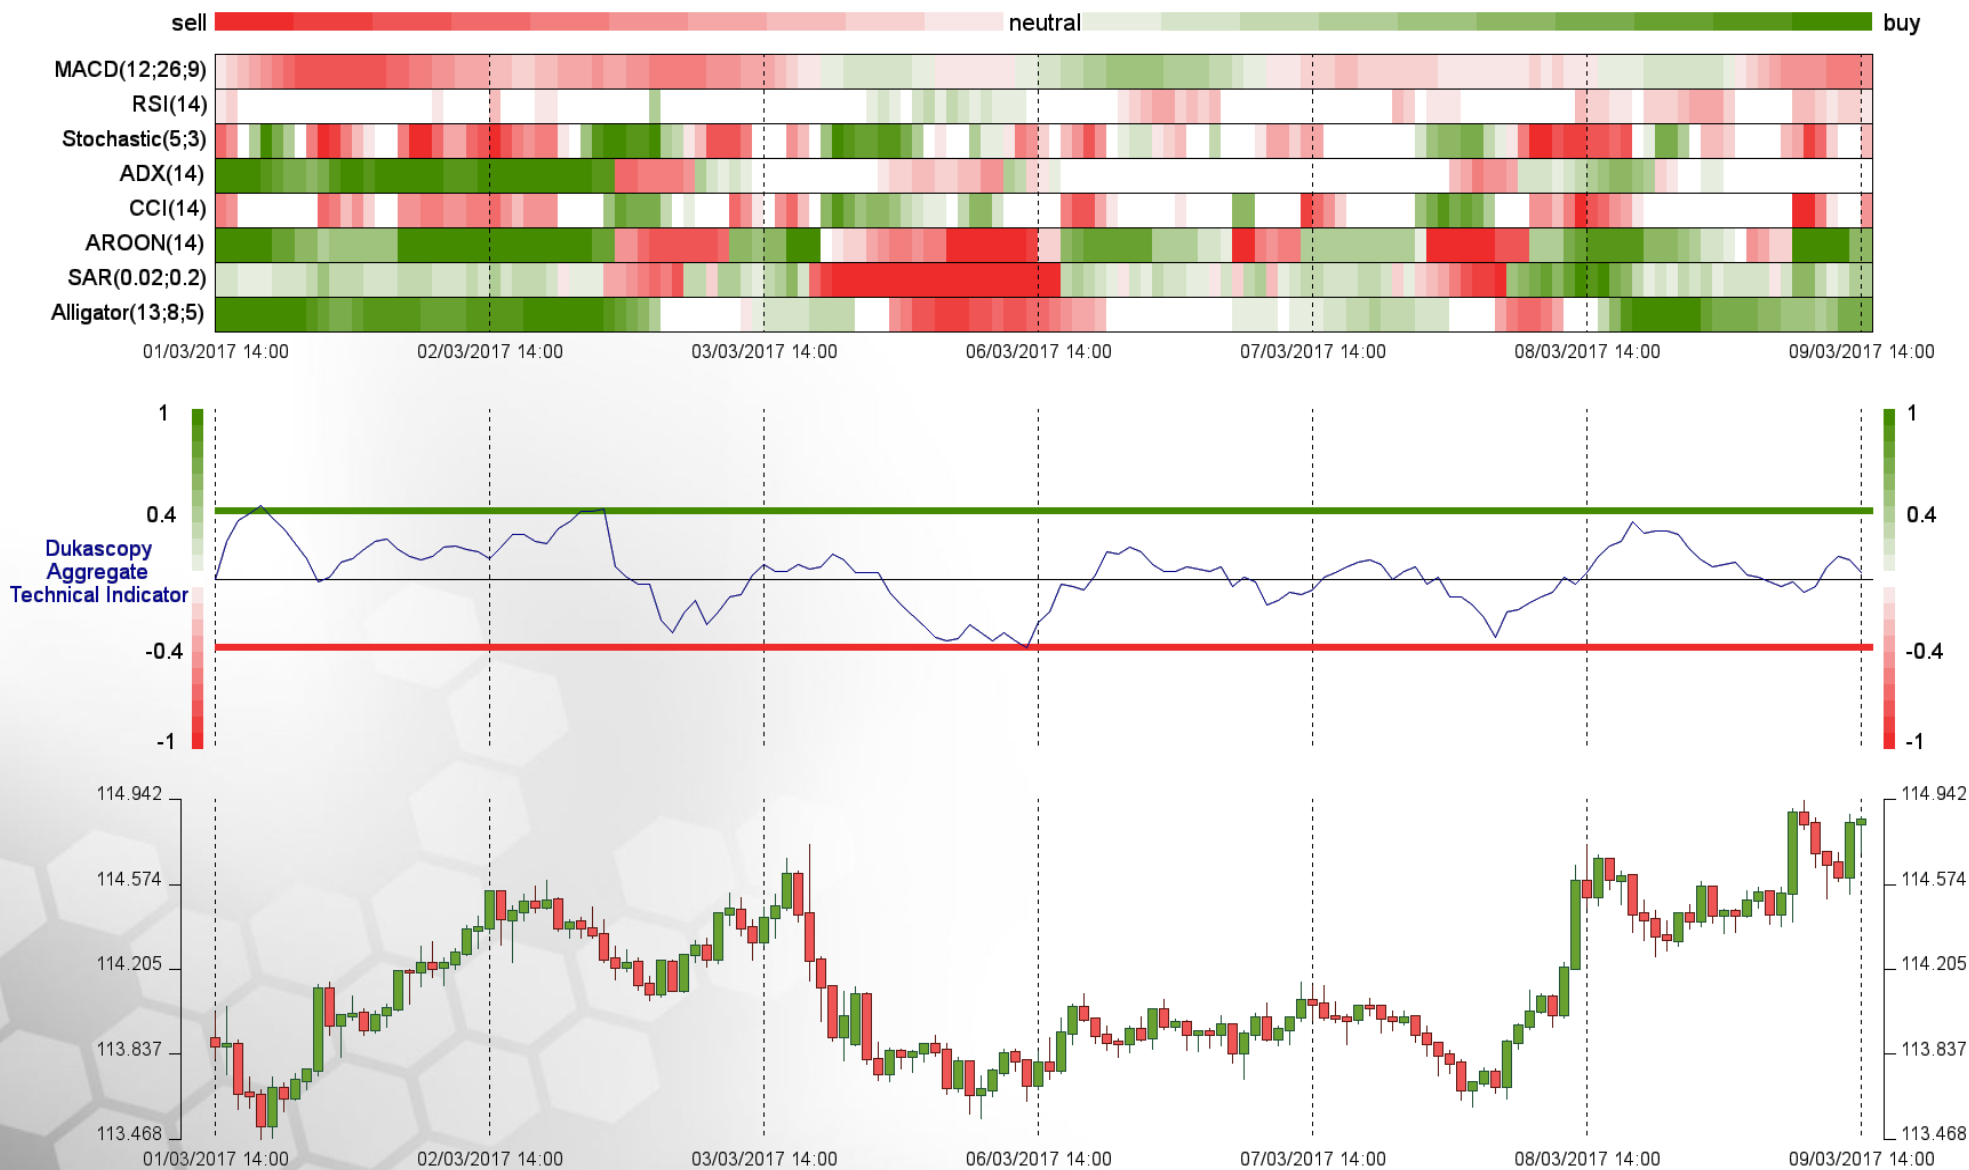 sell neutral buy
MACD(12;26;9)
RSI(14)
Stochastic(5;3)
ADX(14)
CCI(14)
AROON(14)
SAR(0.02;0.2)
Alligator(13;8;5)
01/03/2017 14:00 02/03/2017 14:00 03/03/2017 14:00 06/03/2017 14:00 07/03/2017 14:00 08/03/2017 14:00 09/03/2017 14:00
1 1
0.4 0.4
Dukascopy
Aggregate
Technical Indicator
-0.4 -0.4
-1 -1
114.942 114.942
114.574 114.574
114.205 114.205
113.837 113.837
113.468 113.468
01/03/2017 14:00 02/03/2017 14:00 03/03/2017 14:00 06/03/2017 14:00 07/03/2017 14:00 08/03/2017 14:00 09/03/2017 14:00